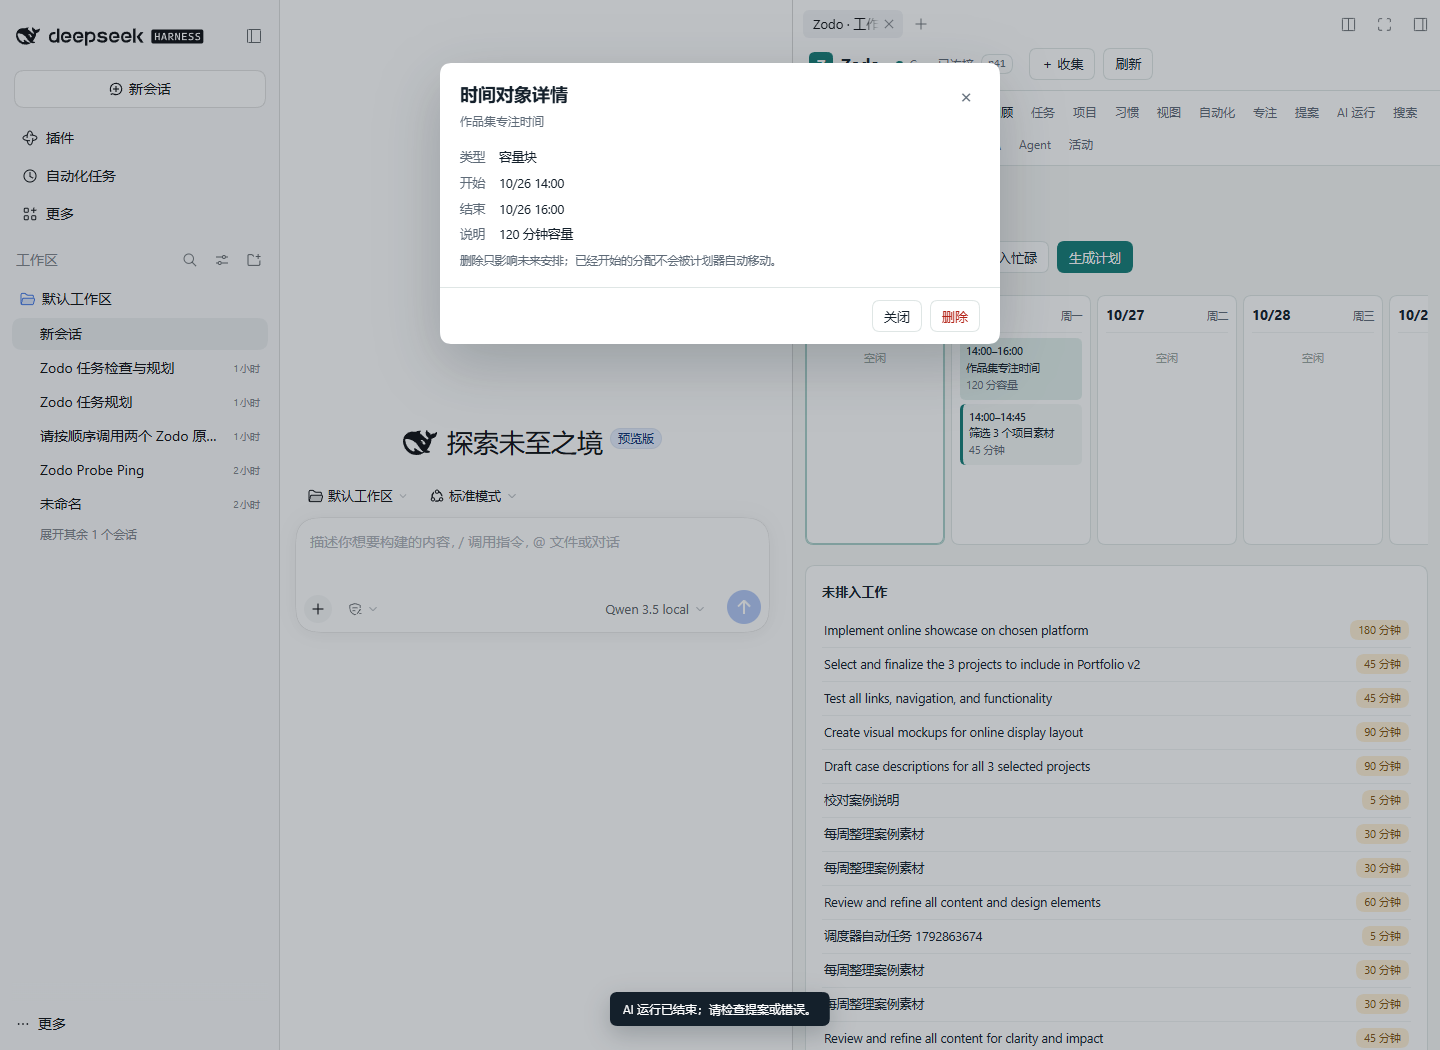 deepseek HARNESS
新会话
插件
自动化任务
更多
工作区
默认工作区
新会话
Zodo 任务检查与规划 1 小时
Zodo 任务规划 1 小时
请按顺序调用两个 Zodo 原... 1 小时
Zodo Probe Ping 2 小时
未命名 2 小时
展开其余 1 个会话
更多
探索未至之境 预览版
默认工作区 标准模式
描述你想要构建的内容, / 调用指令, @ 文件或对话
Qwen 3.5 local
Zodo · 工作
+ 收集 刷新
顾 任务 项目 习惯 视图 自动化 专注 提案 AI 运行 搜索
Agent 活动
时间对象详情
作品集专注时间
类型 容量块
开始 10/26 14:00
结束 10/26 16:00
说明 120 分钟容量
删除只影响未来安排；已经开始的分配不会被计划器自动移动。
关闭 删除
入忙碌 生成计划
周一
10/27 周二
10/28 周三
10/2
空闲
14:00–16:00
作品集专注时间
120 分容量
14:00–14:45
筛选 3 个项目素材
45 分钟
空闲
空闲
未排入工作
Implement online showcase on chosen platform 180 分钟
Select and finalize the 3 projects to include in Portfolio v2 45 分钟
Test all links, navigation, and functionality 45 分钟
Create visual mockups for online display layout 90 分钟
Draft case descriptions for all 3 selected projects 90 分钟
校对案例说明 5 分钟
每周整理案例素材 30 分钟
每周整理案例素材 30 分钟
Review and refine all content and design elements 60 分钟
调度器自动任务 1792863674 5 分钟
每周整理案例素材 30 分钟
每周整理案例素材 30 分钟
Review and refine all content for clarity and impact 45 分钟
AI 运行已结束；请检查提案或错误。